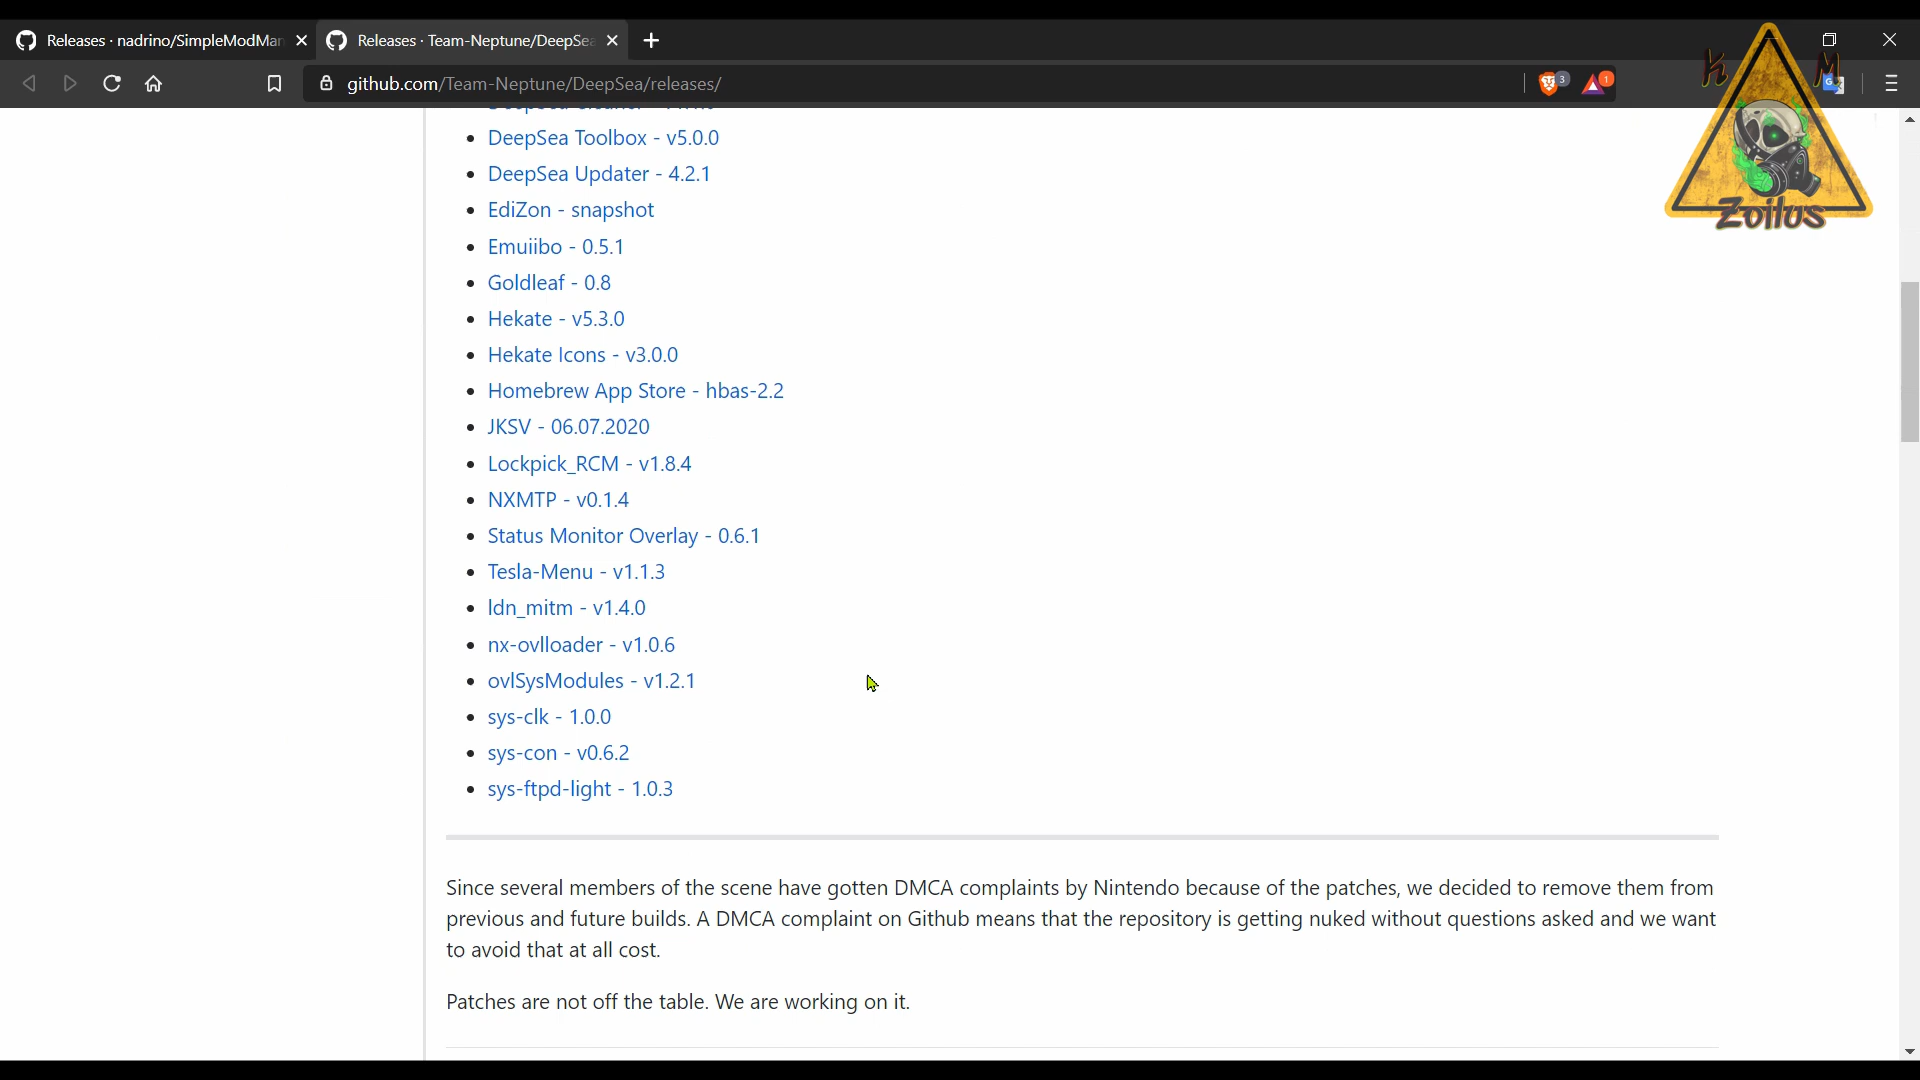 Releases · nadrino/SimpleModMan
Releases · Team-Neptune/DeepSea
github.com/Team-Neptune/DeepSea/releases/
3
1
K M
Zoilus
DeepSea Toolbox - v5.0.0
DeepSea Updater - 4.2.1
EdiZon - snapshot
Emuiibo - 0.5.1
Goldleaf - 0.8
Hekate - v5.3.0
Hekate Icons - v3.0.0
Homebrew App Store - hbas-2.2
JKSV - 06.07.2020
Lockpick_RCM - v1.8.4
NXMTP - v0.1.4
Status Monitor Overlay - 0.6.1
Tesla-Menu - v1.1.3
ldn_mitm - v1.4.0
nx-ovlloader - v1.0.6
ovlSysModules - v1.2.1
sys-clk - 1.0.0
sys-con - v0.6.2
sys-ftpd-light - 1.0.3
Since several members of the scene have gotten DMCA complaints by Nintendo because of the patches, we decided to remove them from
previous and future builds. A DMCA complaint on Github means that the repository is getting nuked without questions asked and we want
to avoid that at all cost.
Patches are not off the table. We are working on it.